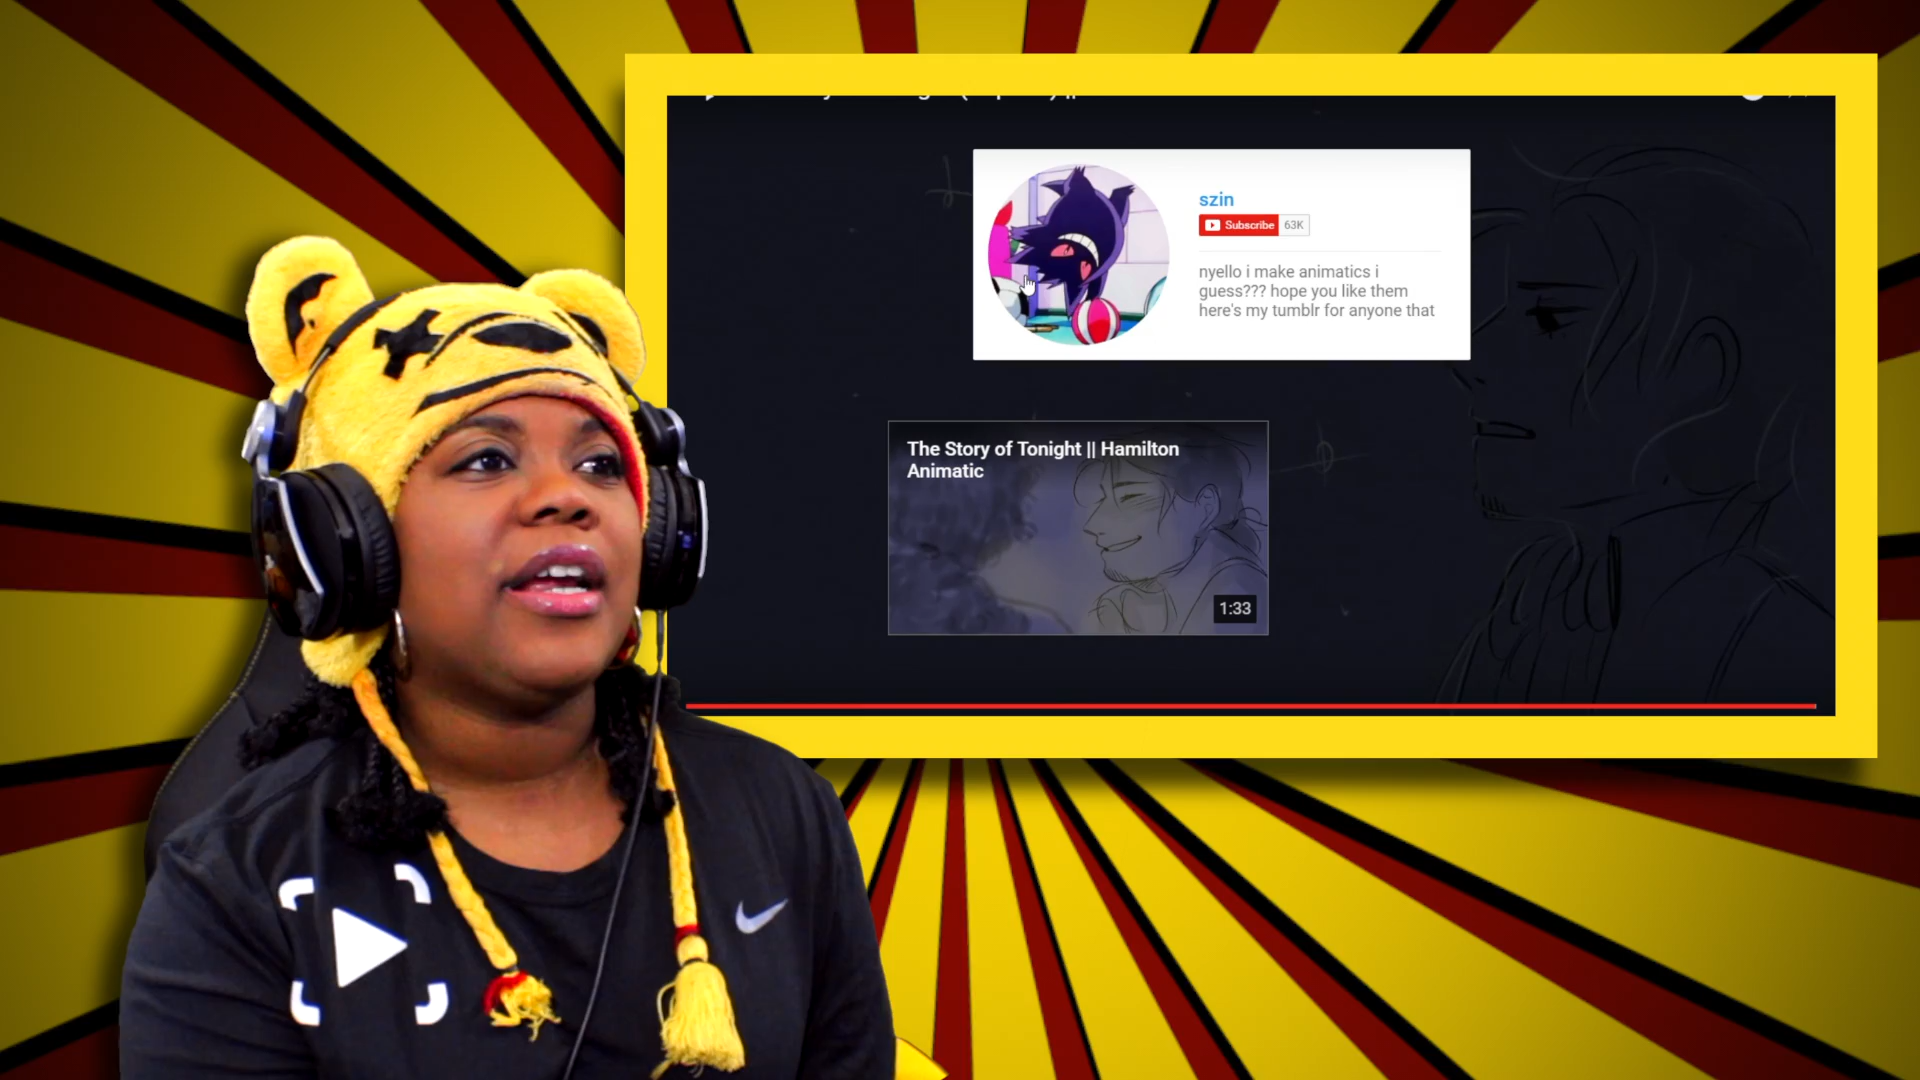 szin
Subscribe 63K
nyello i make animatics i
guess??? hope you like them
here's my tumblr for anyone that
The Story of Tonight || Hamilton
Animatic
1:33